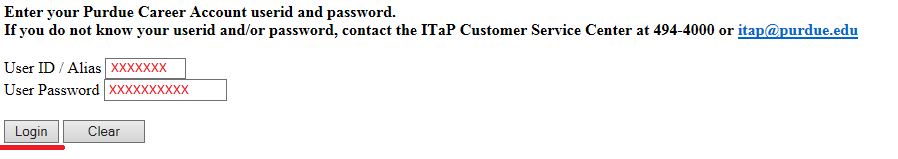 Enter your Purdue Career Account userid and password.
If you do not know your userid and/or password, contact the ITaP Customer Service Center at 494-4000 or itap@purdue.edu
User ID / Alias XXXXXXX
User Password XXXXXXXXXX
Login Clear